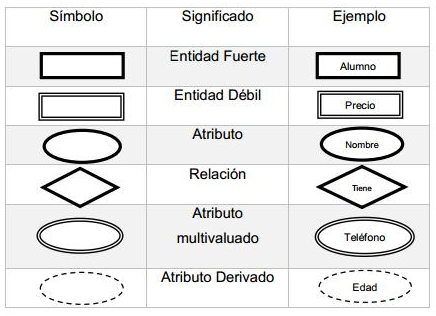 Símbolo Significado Ejemplo
Entidad Fuerte Alumno
Entidad Débil Precio
Atributo Nombre
Relación Tiene
Atributo
multivaluado Teléfono
Atributo Derivado Edad